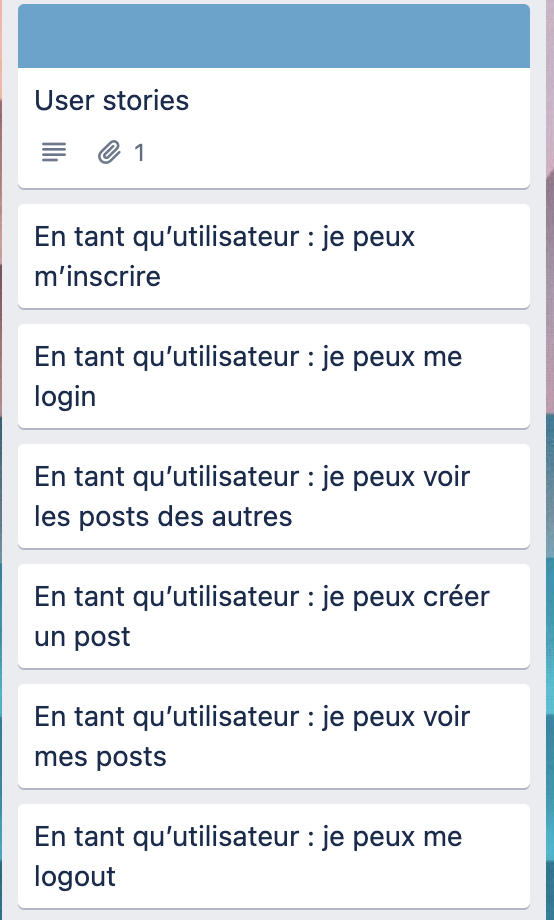 User stories
1
En tant qu’utilisateur : je peux
m’inscrire
En tant qu’utilisateur : je peux me
login
En tant qu’utilisateur : je peux voir
les posts des autres
En tant qu’utilisateur : je peux créer
un post
En tant qu’utilisateur : je peux voir
mes posts
En tant qu’utilisateur : je peux me
logout